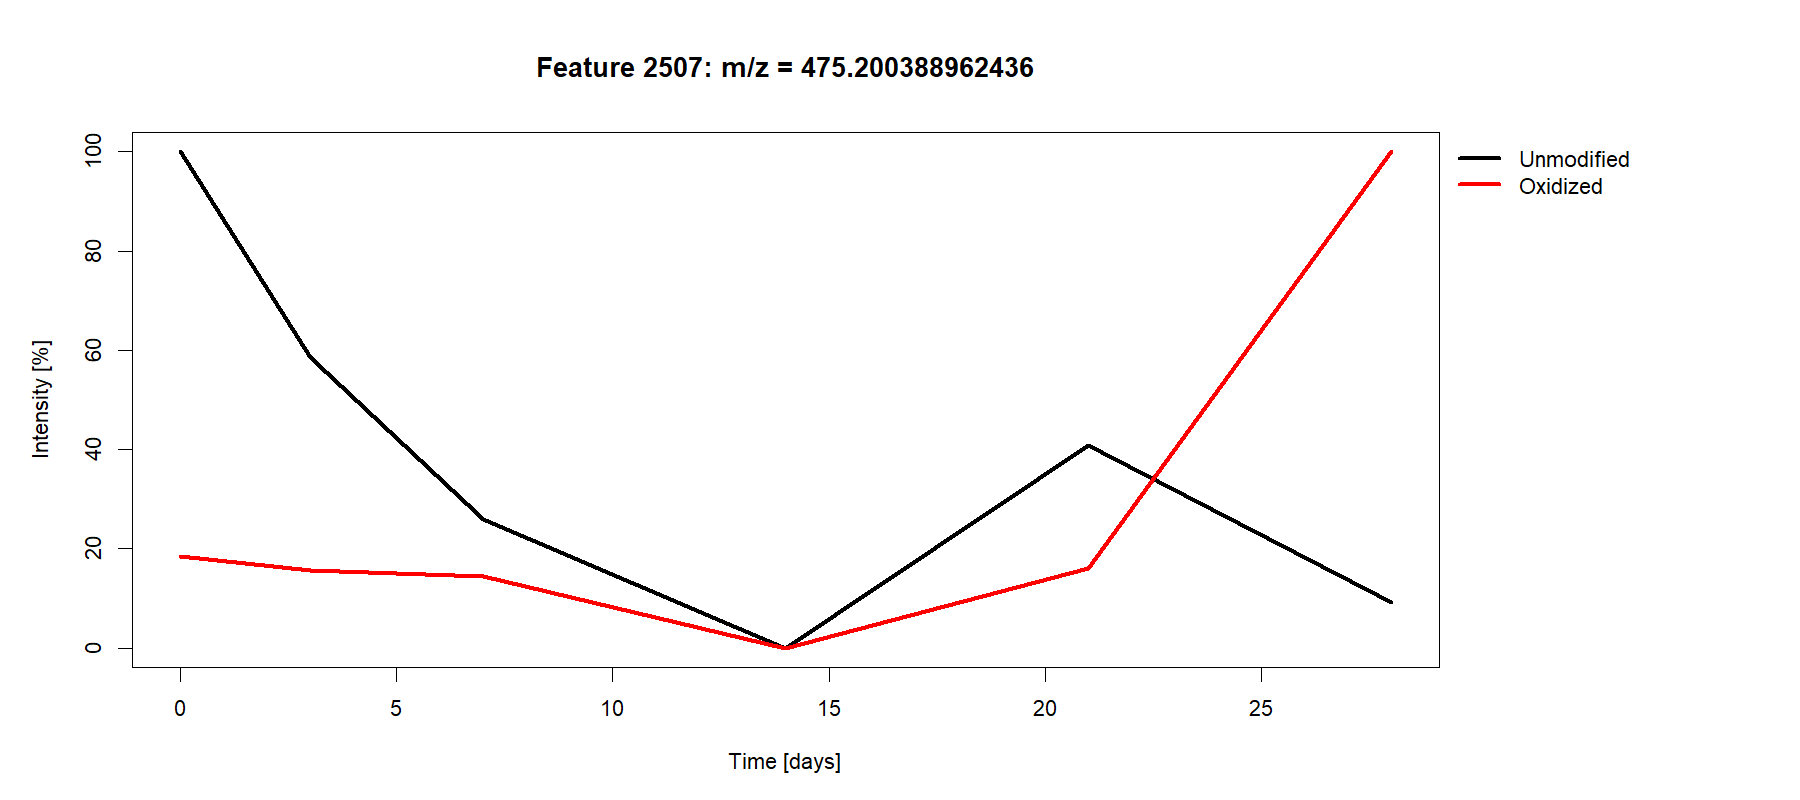 Feature 2507: m/z = 475.200388962436
Unmodified
Oxidized
Intensity [%]
100
80
60
40
20
0
0 5 10 15 20 25
Time [days]